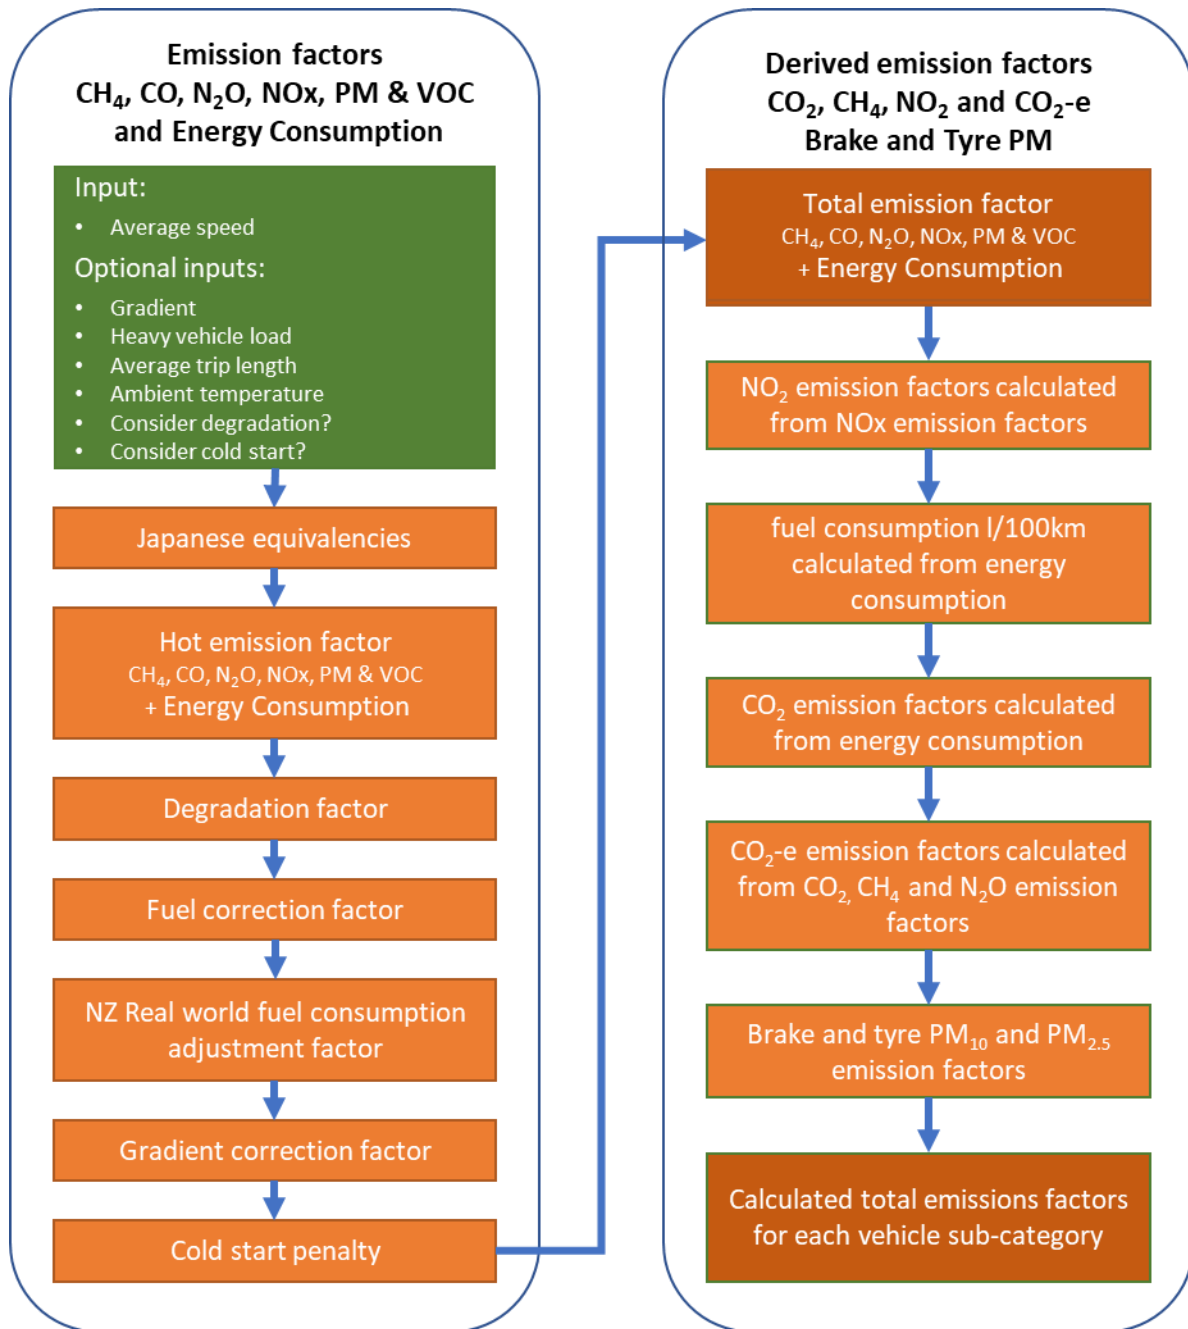 Emission factors
CH₄, CO, N₂O, NOx, PM & VOC
and Energy Consumption
Input:
• Average speed
Optional inputs:
• Gradient
• Heavy vehicle load
• Average trip length
• Ambient temperature
• Consider degradation?
• Consider cold start?
Japanese equivalencies
Hot emission factor
CH₄, CO, N₂O, NOx, PM & VOC
+ Energy Consumption
Degradation factor
Fuel correction factor
NZ Real world fuel consumption
adjustment factor
Gradient correction factor
Cold start penalty
Derived emission factors
CO₂, CH₄, NO₂ and CO₂-e
Brake and Tyre PM
Total emission factor
CH₄, CO, N₂O, NOx, PM & VOC
+ Energy Consumption
NO₂ emission factors calculated
from NOx emission factors
fuel consumption l/100km
calculated from energy
consumption
CO₂ emission factors calculated
from energy consumption
CO₂-e emission factors calculated
from CO₂, CH₄ and N₂O emission
factors
Brake and tyre PM₁₀ and PM₂.₅
emission factors
Calculated total emissions factors
for each vehicle sub-category